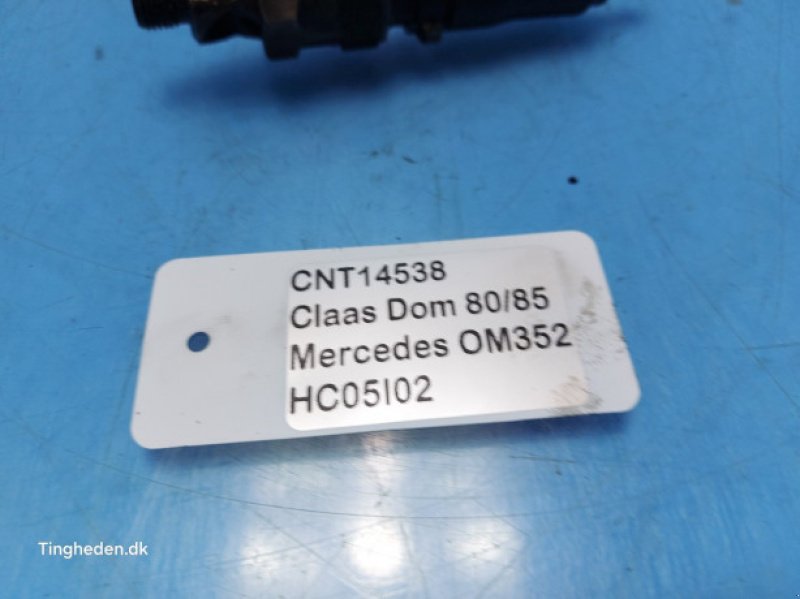 CNT14538
Claas Dom 80/85
Mercedes OM352
HC05I02
Tingheden.dk